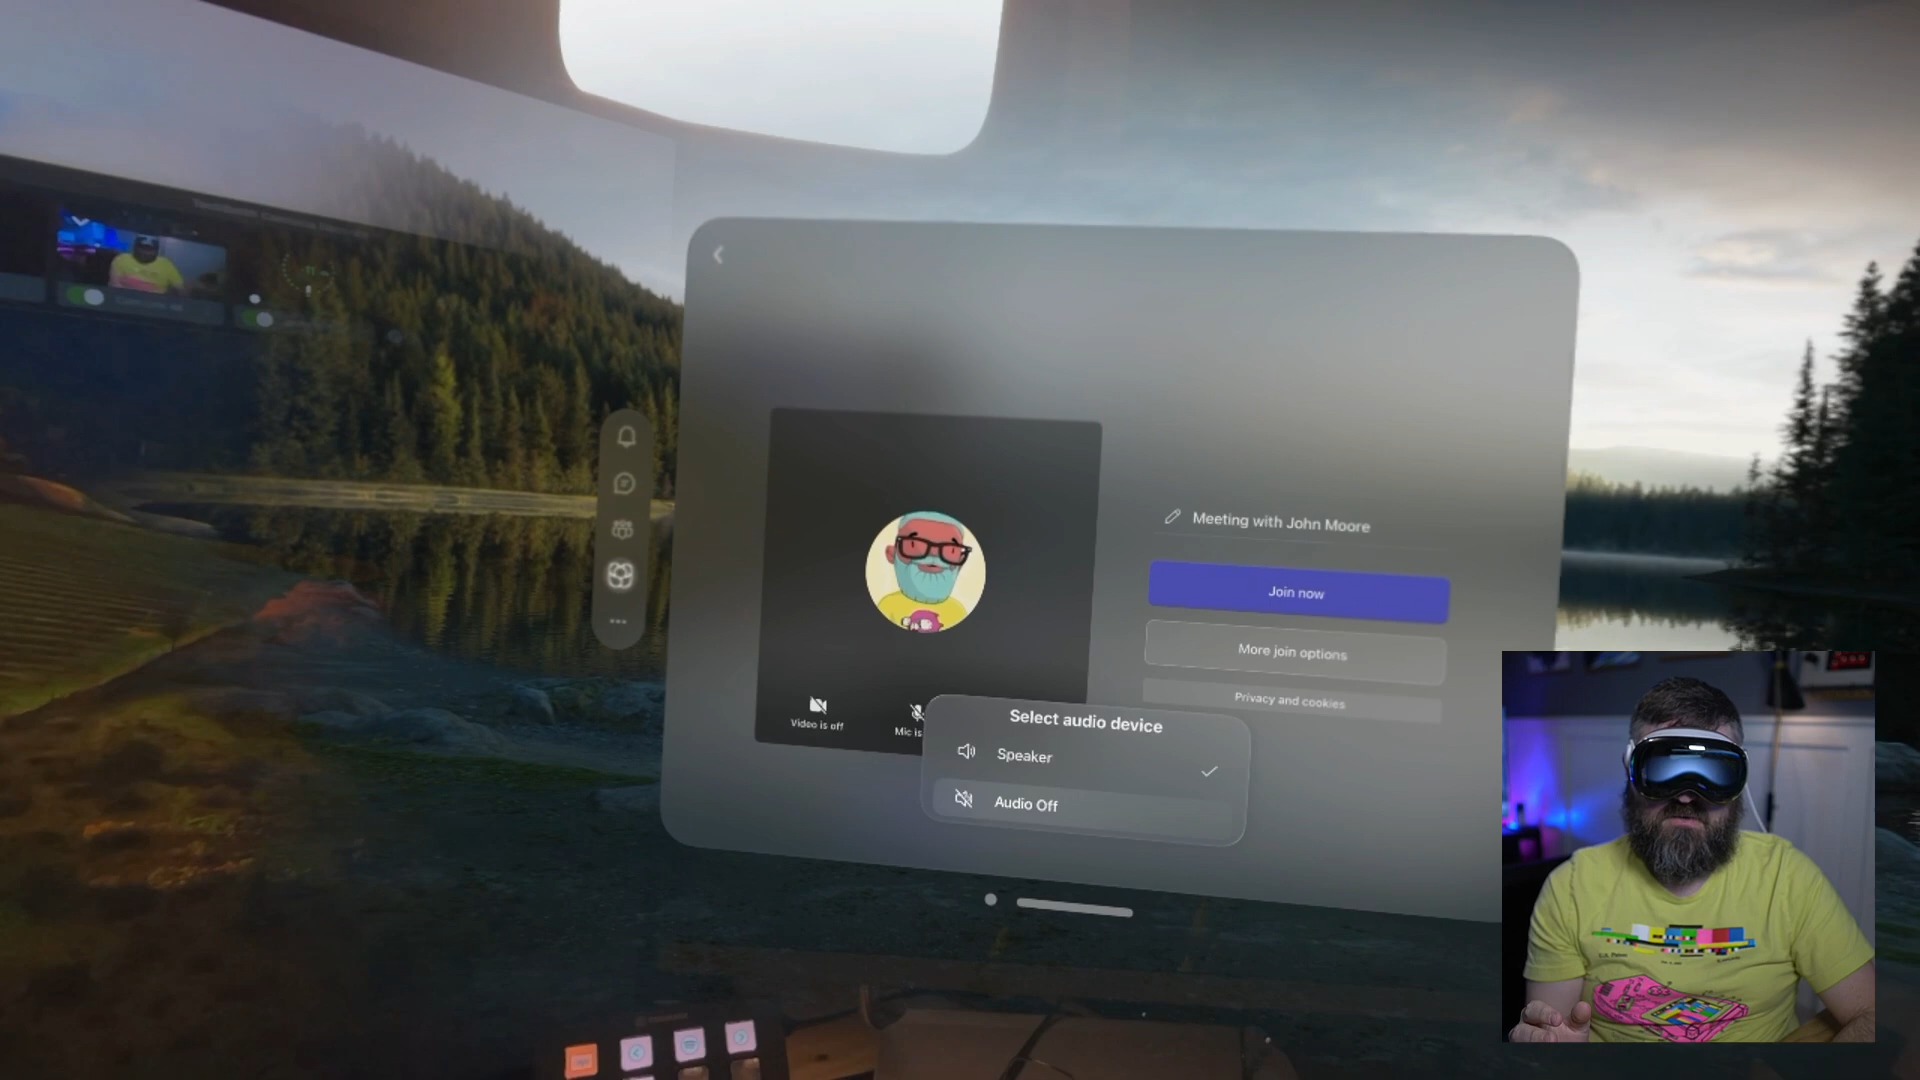 Meeting with John Moore
Join now
More join options
Privacy and cookies
Video is off
Mic is
Select audio device
Speaker
Audio Off